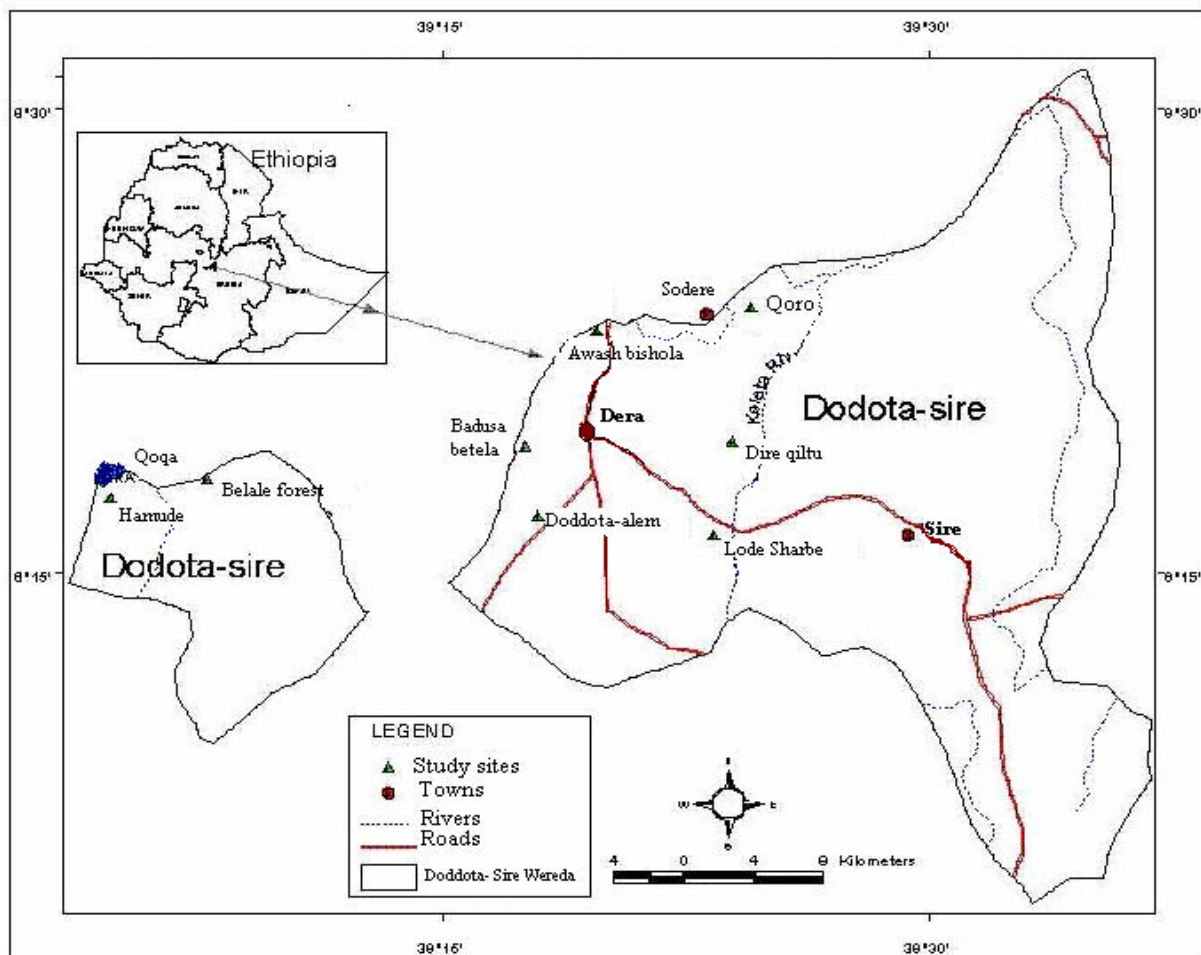 39°15'
39°30'
8°30'
8°30'
Ethiopia
Sodere
Qoro
Awash bishola
Keleta Riv
Dera
Dodota-sire
Badusa
betela
Dire qiltu
Qoqa
Belale forest
Hamude
Doddota-alem
Sire
Lode Sharbe
Dodota-sire
8°15'
8°15'
LEGEND
Study sites
Towns
Rivers
Roads
Doddota- Sire Wereda
W
E
S
4 0 4 8 Kilometers
39°15'
39°30'